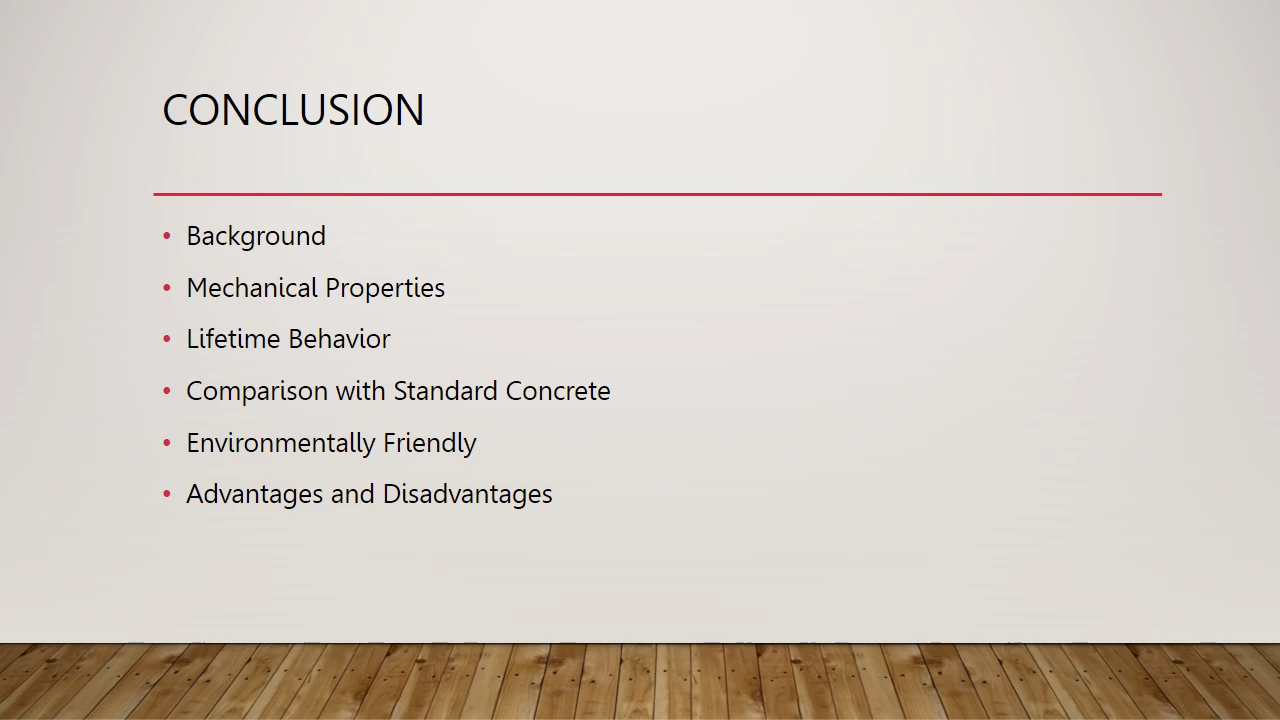 CONCLUSION
• Background
• Mechanical Properties
• Lifetime Behavior
• Comparison with Standard Concrete
• Environmentally Friendly
• Advantages and Disadvantages